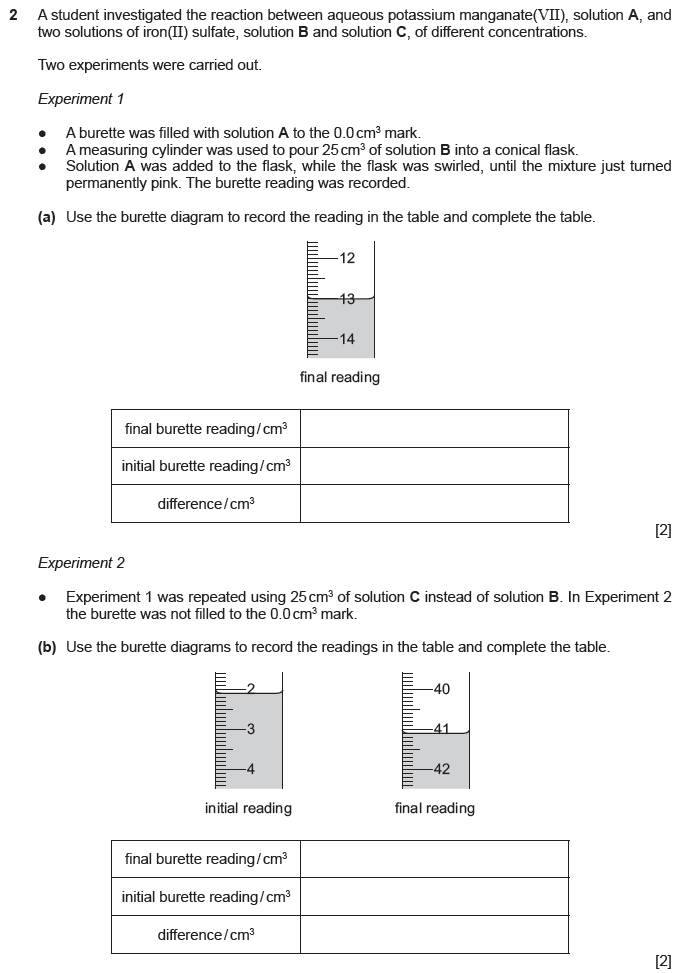 2 A student investigated the reaction between aqueous potassium manganate(VII), solution A, and
two solutions of iron(II) sulfate, solution B and solution C, of different concentrations.
Two experiments were carried out.
Experiment 1
● A burette was filled with solution A to the 0.0 cm³ mark.
● A measuring cylinder was used to pour 25 cm³ of solution B into a conical flask.
● Solution A was added to the flask, while the flask was swirled, until the mixture just turned
permanently pink. The burette reading was recorded.
(a) Use the burette diagram to record the reading in the table and complete the table.
12
13
14
final reading
final burette reading / cm³
initial burette reading / cm³
difference / cm³
[2]
Experiment 2
● Experiment 1 was repeated using 25 cm³ of solution C instead of solution B. In Experiment 2
the burette was not filled to the 0.0 cm³ mark.
(b) Use the burette diagrams to record the readings in the table and complete the table.
2
3
4
initial reading
40
41
42
final reading
final burette reading / cm³
initial burette reading / cm³
difference / cm³
[2]